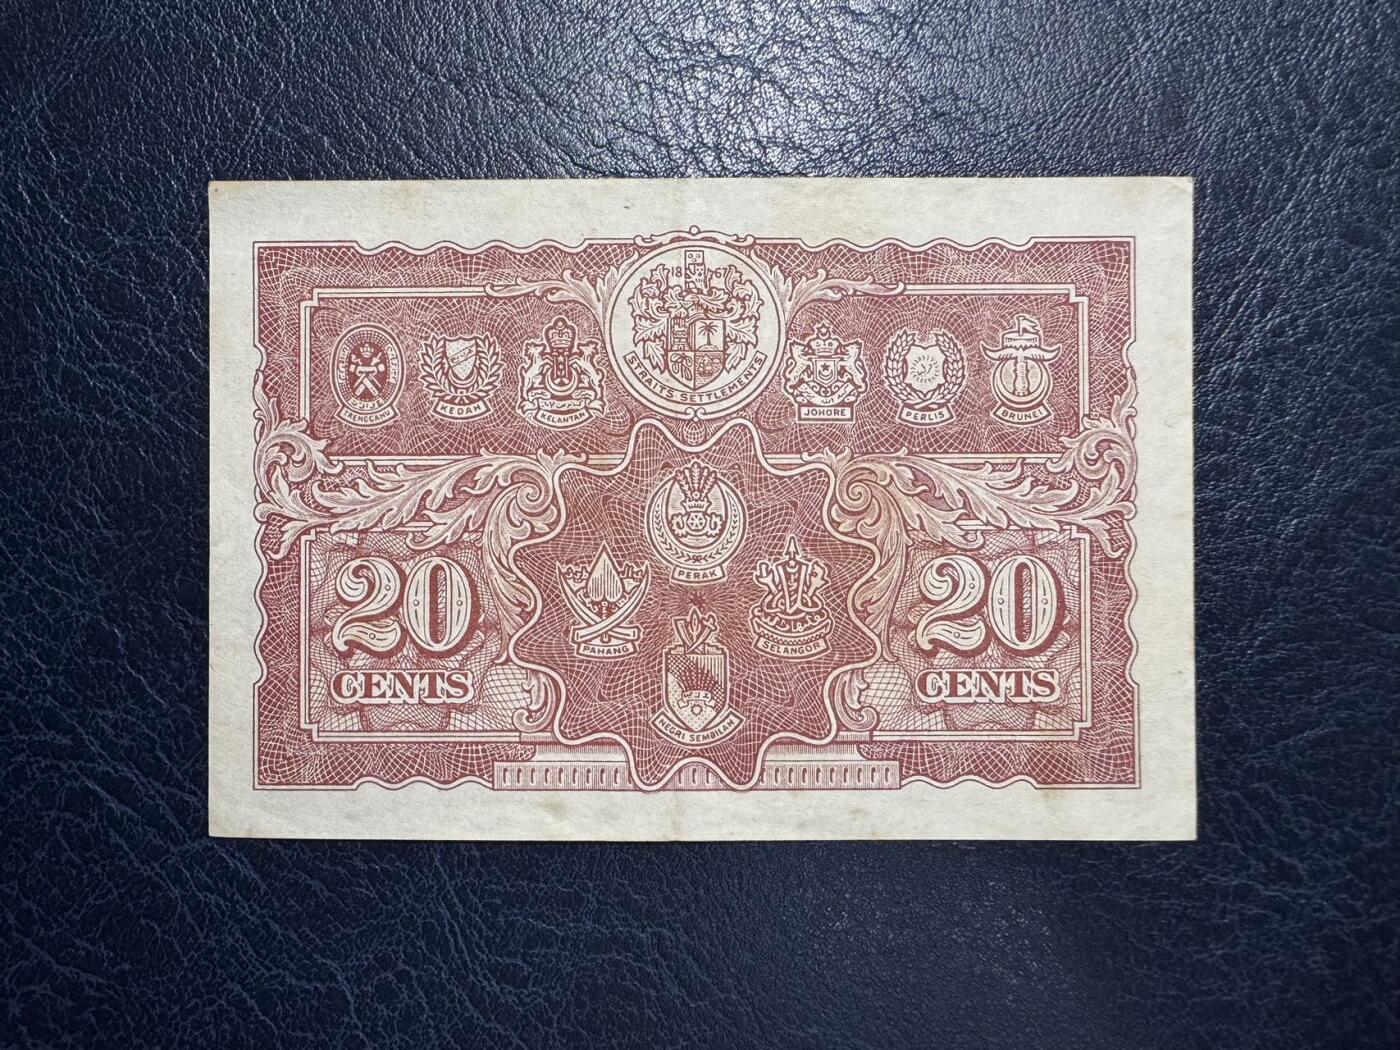 1867
STRAITS SETTLEMENTS
TRENGGANU
KEDAH
KELANTAN
JOHORE
PERLIS
BRUNEI
PERAK
PAHANG
SELANGOR
NEGRI SEMBILAN
20
CENTS
20
CENTS